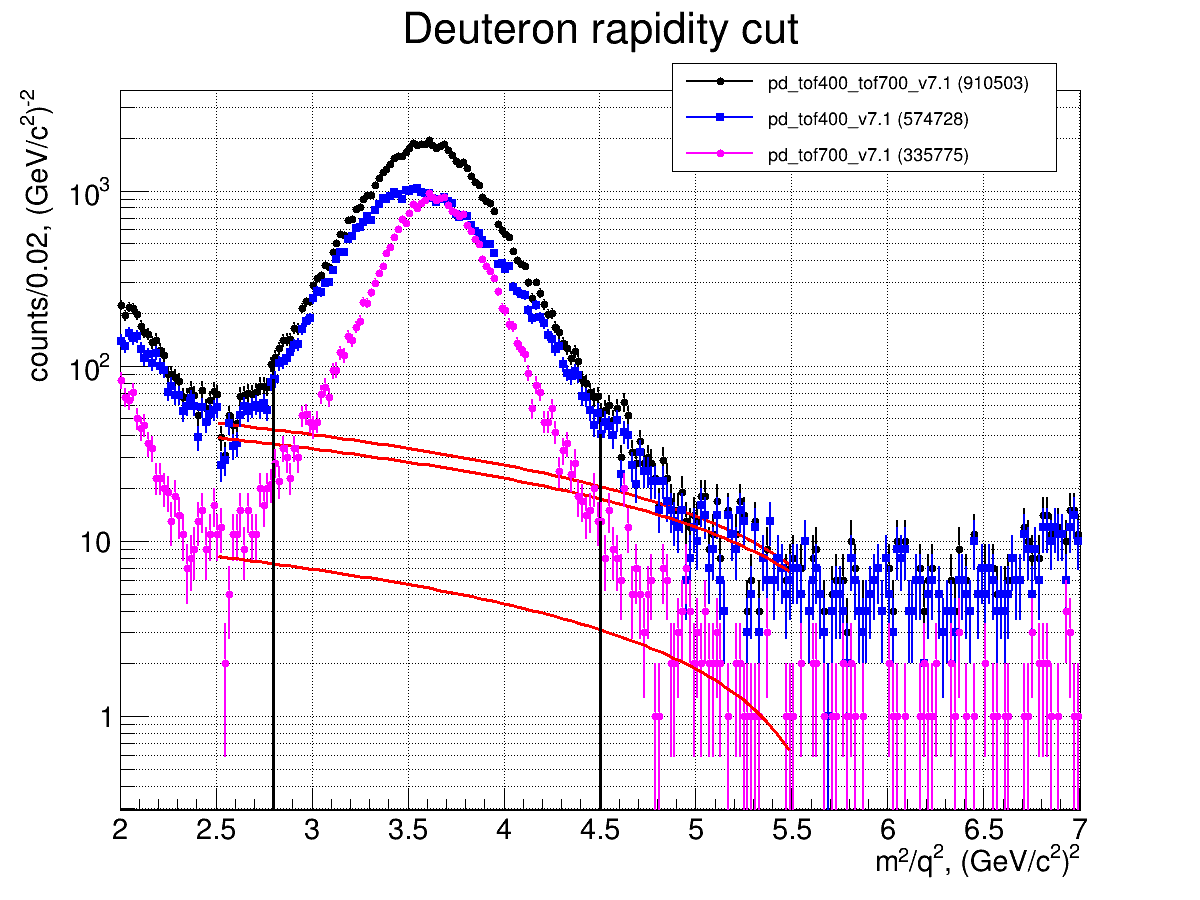 Deuteron rapidity cut
counts/0.02, (GeV/c²)⁻²
pd_tof400_tof700_v7.1 (910503)
pd_tof400_v7.1 (574728)
pd_tof700_v7.1 (335775)
10³
10²
10
1
2 2.5 3 3.5 4 4.5 5 5.5 6 6.5 7
m²/q², (GeV/c²)²